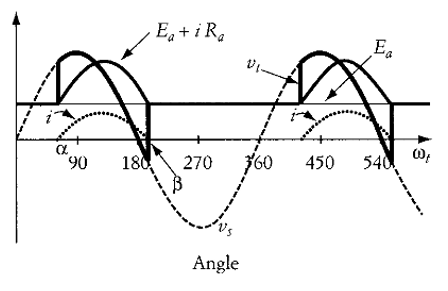 E_a + i R_a
E_a
v_t
i
i
α
90
180
270
360
450
540
ω_t
β
v_s
Angle